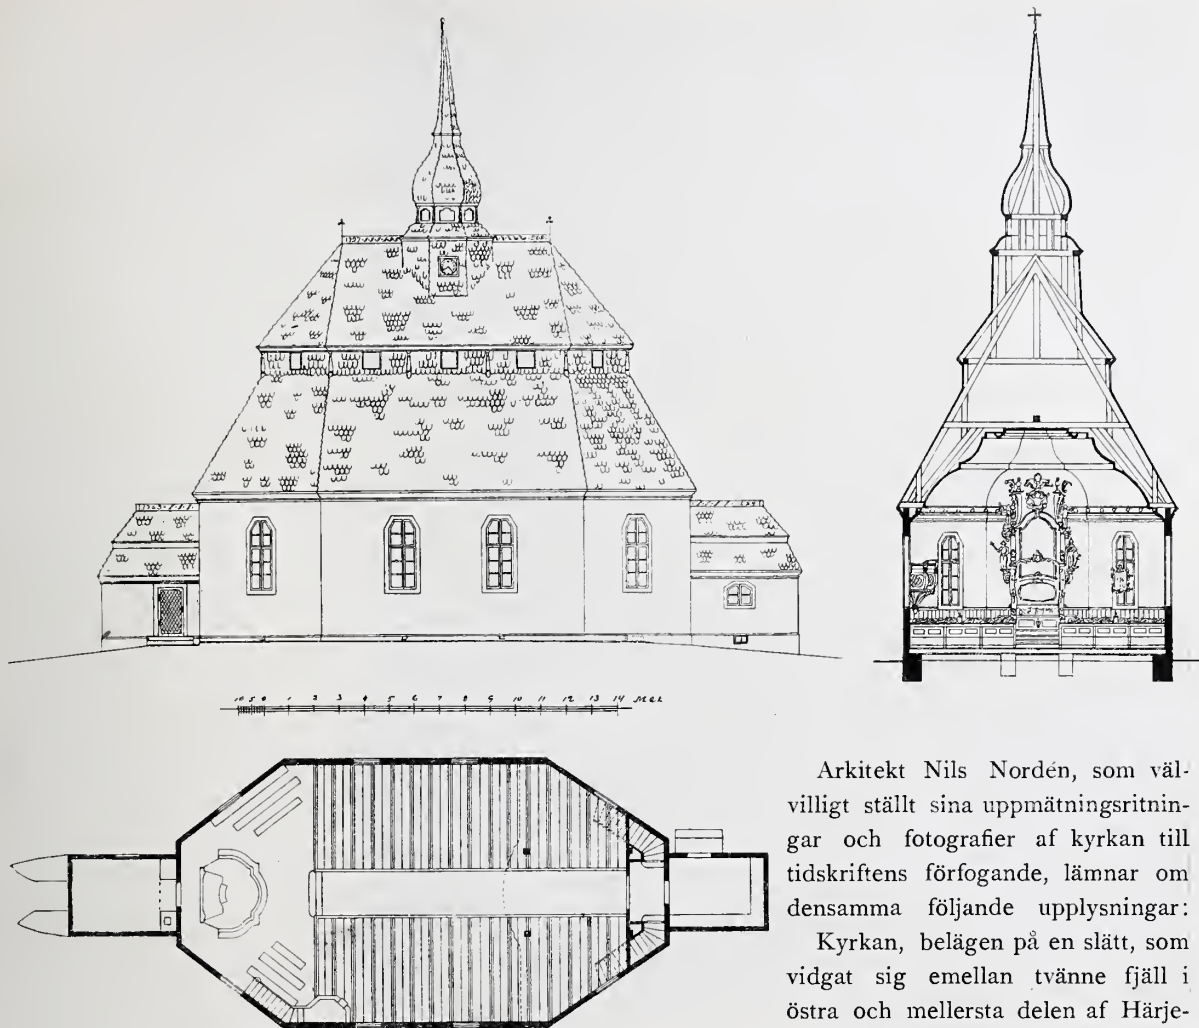 10 5 0 1 2 3 4 5 6 7 8 9 10 11 12 13 14 Met
Arkitekt Nils Nordén, som väl-
villigt ställt sina uppmätningsritnin-
gar och fotografier af kyrkan till
tidskriftens förfogande, lämnar om
densamma följande upplysningar:
Kyrkan, belägen på en slätt, som
vidgat sig emellan tvänne fjäll i
östra och mellersta delen af Härje-